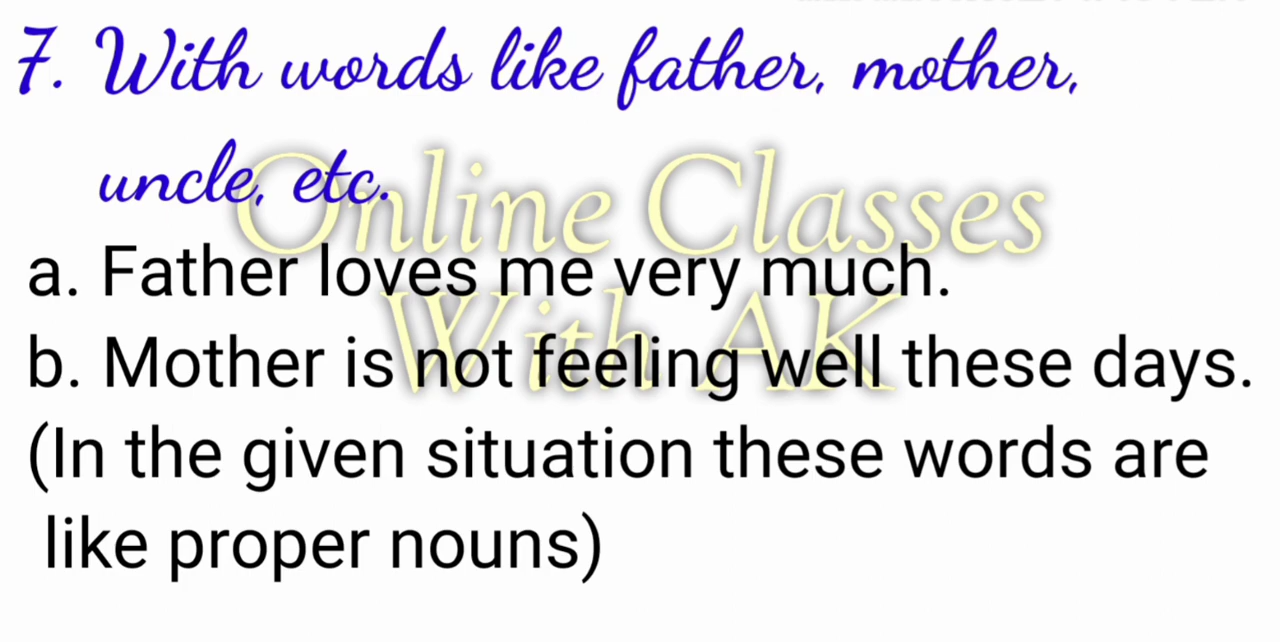 7. With words like father, mother,
uncle, etc.
Online Classes
a. Father loves me very much.
With AK
b. Mother is not feeling well these days.
(In the given situation these words are
like proper nouns)